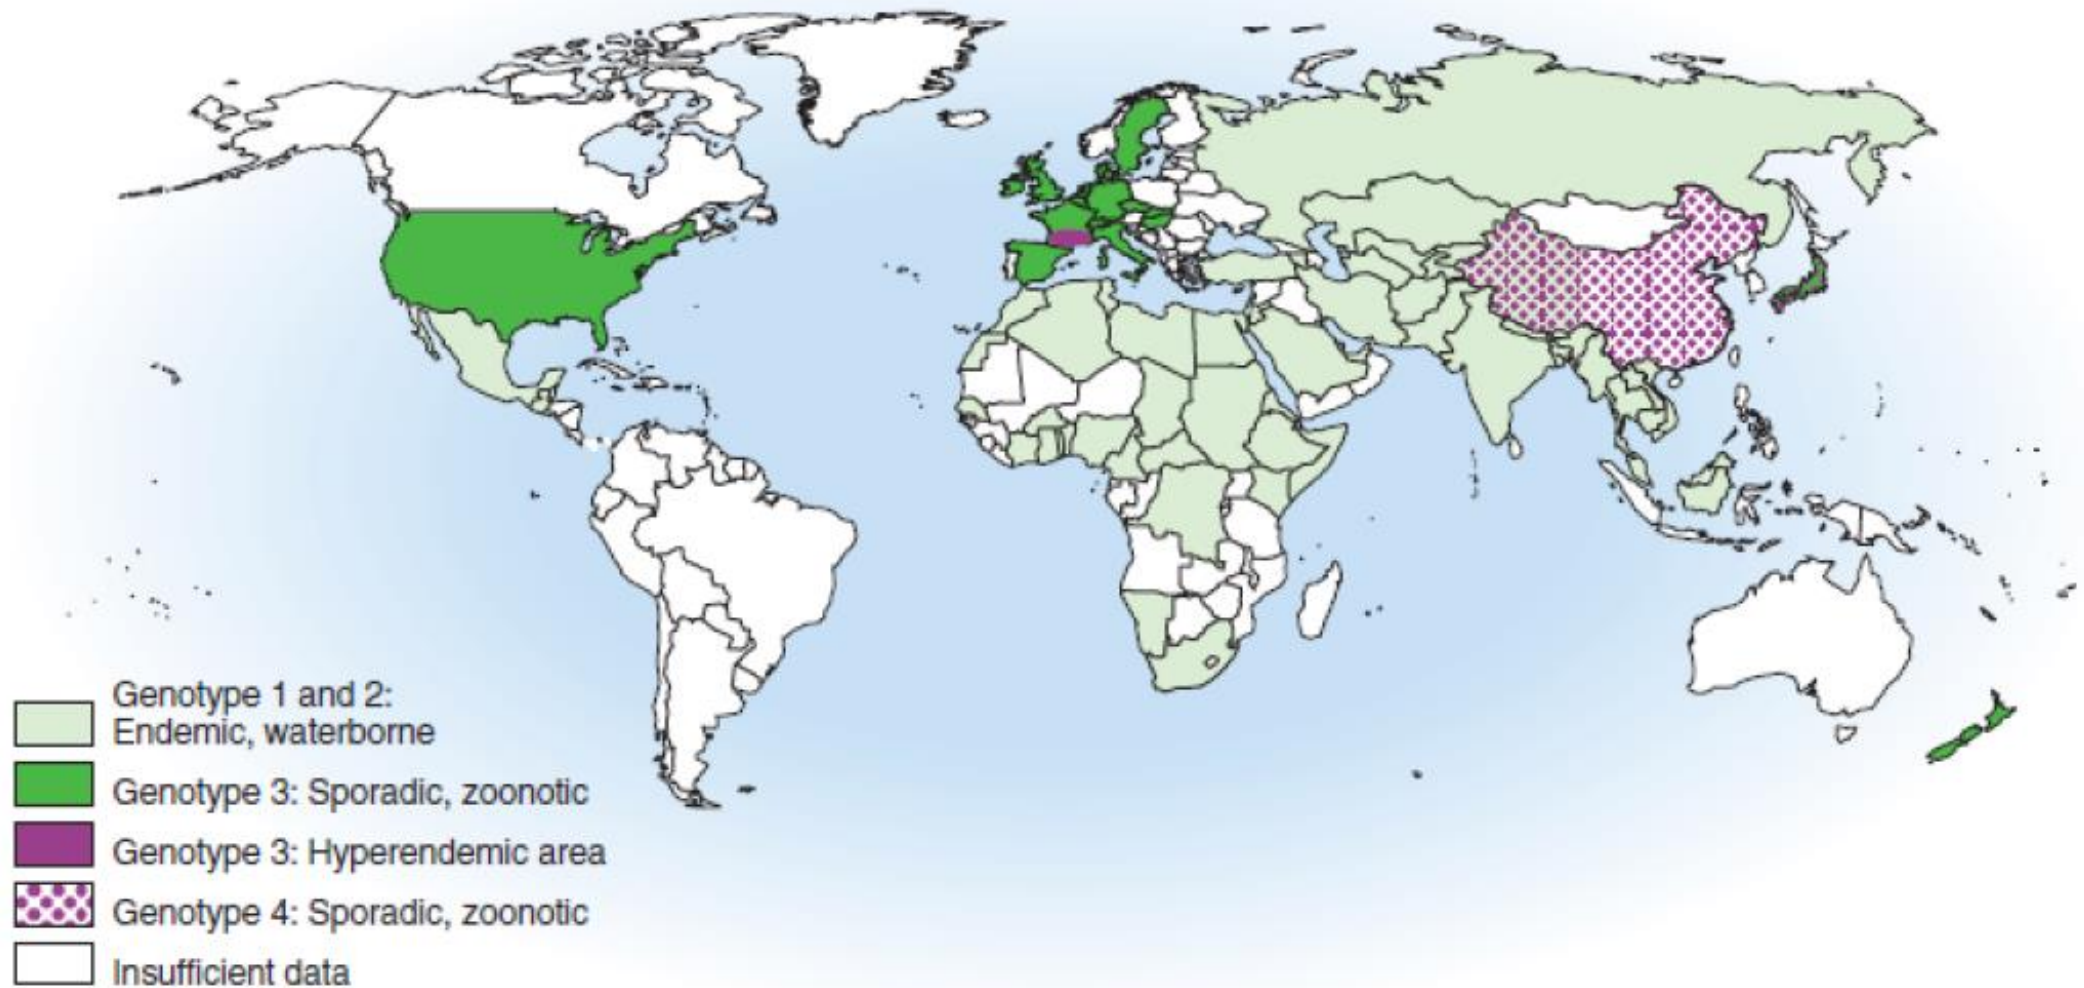 Genotype 1 and 2:
Endemic, waterborne
Genotype 3: Sporadic, zoonotic
Genotype 3: Hyperendemic area
Genotype 4: Sporadic, zoonotic
Insufficient data